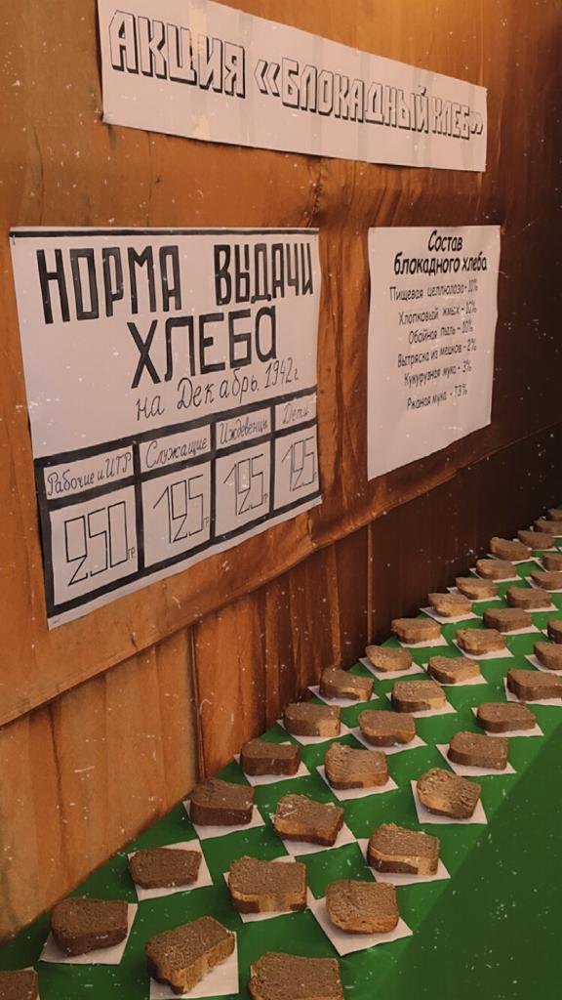 АКЦИЯ «БЛОКАДНЫЙ ХЛЕБ»
НОРМА ВЫДАЧИ
ХЛЕБА
на Декабрь. 1942г.
Рабочие и ИТР Служащие Иждевенцы Дети
250гр. 125гр 125гр 125гр
Состав
блокадного хлеба
Пищевая целлюлоза - 10%
Хлопковый жмых - 10%
Обойная пыль - 10%
Вытряска из мешков - 2%
Кукурузная мука - 3%
Ржаная мука - 73%